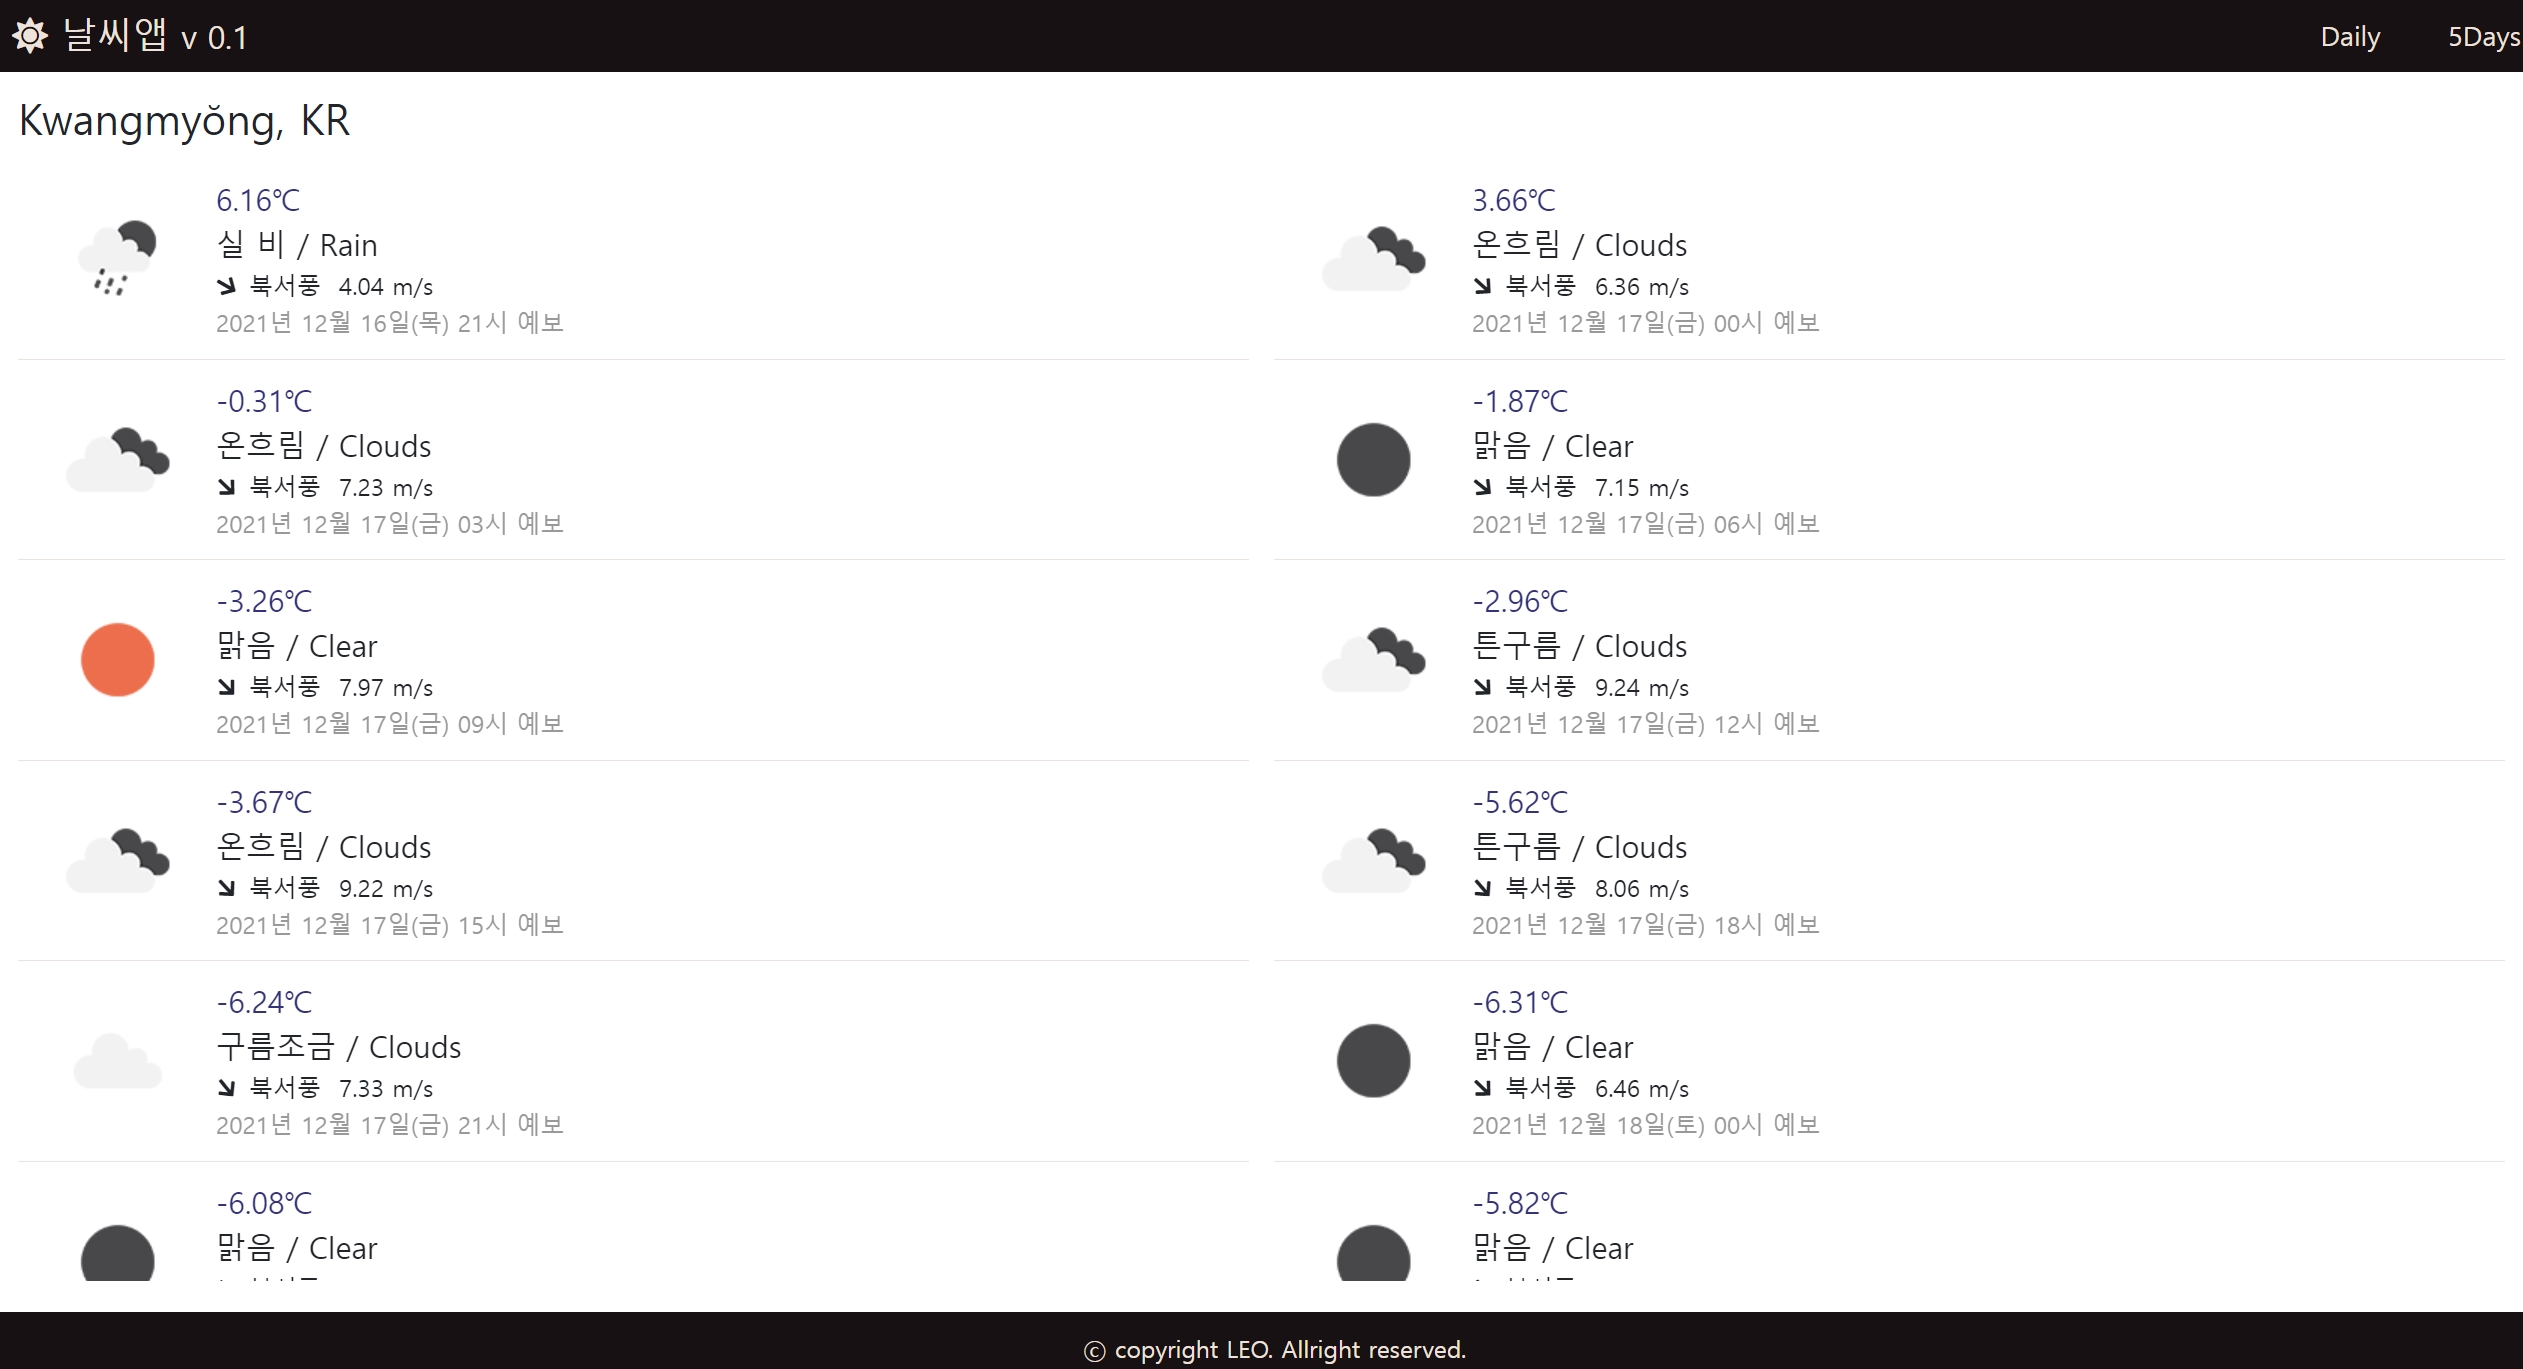 날씨앱 v 0.1
Daily
5Days
Kwangmyŏng, KR
6.16℃
실 비 / Rain
북서풍 4.04 m/s
2021년 12월 16일(목) 21시 예보
3.66℃
온흐림 / Clouds
북서풍 6.36 m/s
2021년 12월 17일(금) 00시 예보
-0.31℃
온흐림 / Clouds
북서풍 7.23 m/s
2021년 12월 17일(금) 03시 예보
-1.87℃
맑음 / Clear
북서풍 7.15 m/s
2021년 12월 17일(금) 06시 예보
-3.26℃
맑음 / Clear
북서풍 7.97 m/s
2021년 12월 17일(금) 09시 예보
-2.96℃
튼구름 / Clouds
북서풍 9.24 m/s
2021년 12월 17일(금) 12시 예보
-3.67℃
온흐림 / Clouds
북서풍 9.22 m/s
2021년 12월 17일(금) 15시 예보
-5.62℃
튼구름 / Clouds
북서풍 8.06 m/s
2021년 12월 17일(금) 18시 예보
-6.24℃
구름조금 / Clouds
북서풍 7.33 m/s
2021년 12월 17일(금) 21시 예보
-6.31℃
맑음 / Clear
북서풍 6.46 m/s
2021년 12월 18일(토) 00시 예보
-6.08℃
맑음 / Clear
-5.82℃
맑음 / Clear
ⓒ copyright LEO. Allright reserved.